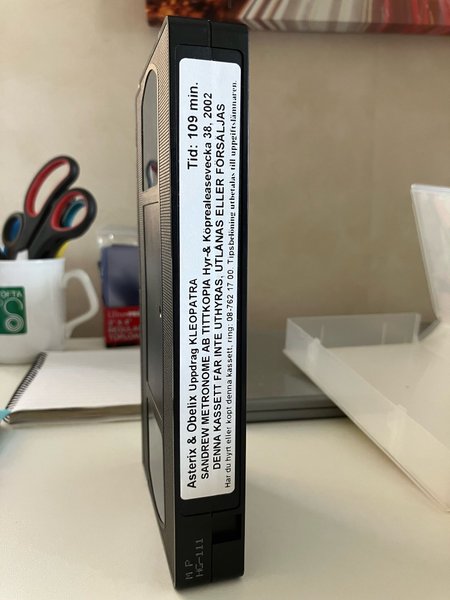 Asterix & Obelix Uppdrag KLEOPATRA Tid: 109 min.
SANDREW METRONOME AB TITTKOPIA Hyr-& Köprealeasevecka 38, 2002
DENNA KASSETT FÅR INTE UTHYRAS, UTLÅNAS ELLER FÖRSÄLJAS
Har du hyrt eller köpt denna kassett, ring: 08-762 17 00. Tipsbelöning utbetalas till uppgiftslämnaren.
M P
HG-111
OFTA